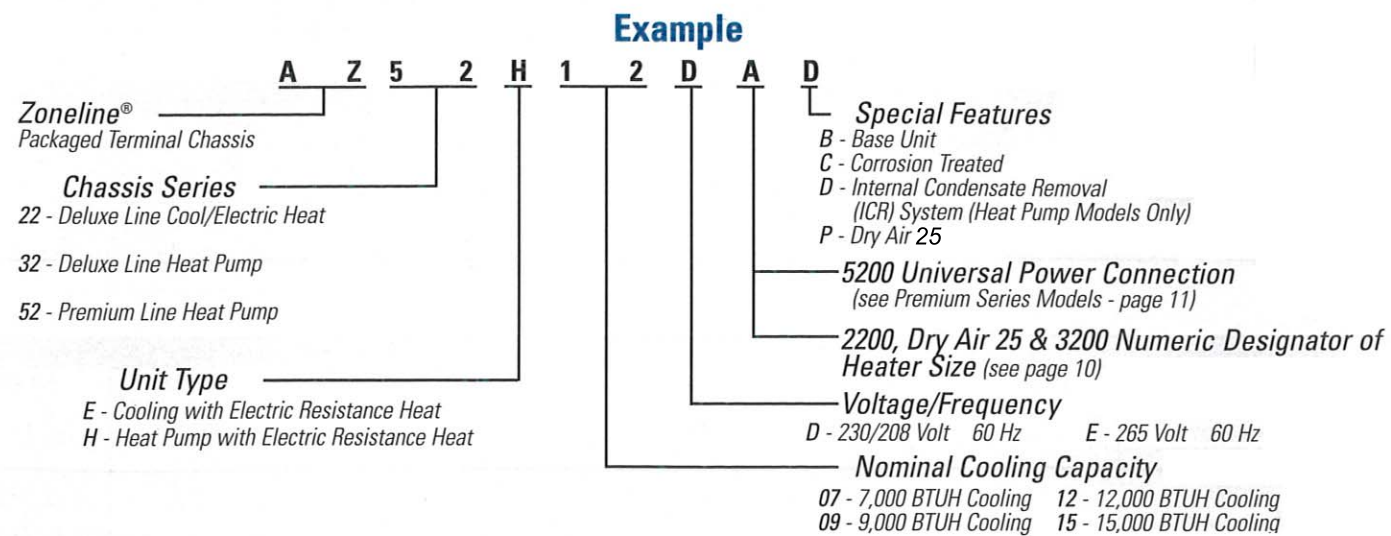 Example
A Z 5 2 H 1 2 D A D
Zoneline®
Packaged Terminal Chassis
Chassis Series
22 - Deluxe Line Cool/Electric Heat
32 - Deluxe Line Heat Pump
52 - Premium Line Heat Pump
Unit Type
E - Cooling with Electric Resistance Heat
H - Heat Pump with Electric Resistance Heat
Special Features
B - Base Unit
C - Corrosion Treated
D - Internal Condensate Removal
(ICR) System (Heat Pump Models Only)
P - Dry Air 25
5200 Universal Power Connection
(see Premium Series Models - page 11)
2200, Dry Air 25 & 3200 Numeric Designator of
Heater Size (see page 10)
Voltage/Frequency
D - 230/208 Volt 60 Hz E - 265 Volt 60 Hz
Nominal Cooling Capacity
07 - 7,000 BTUH Cooling 12 - 12,000 BTUH Cooling
09 - 9,000 BTUH Cooling 15 - 15,000 BTUH Cooling